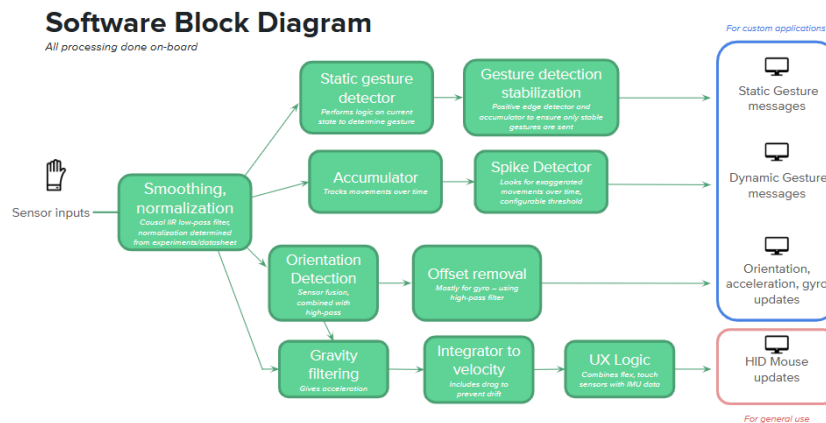 Software Block Diagram
All processing done on-board
For custom applications
Static gesture
detector
Performs logic on current
state to determine gesture
Gesture detection
stabilization
Positive edge detector and
accumulator to ensure only stable
gestures are sent
Static Gesture
messages
Accumulator
Tracks movements over time
Spike Detector
Looks for exaggerated
movements over time,
configurable threshold
Dynamic Gesture
messages
Sensor inputs
Smoothing,
normalization
Causal IIR low-pass filter,
normalization determined
from experiments/datasheet
Orientation
Detection
Sensor fusion,
combined with
high-pass
Offset removal
Mostly for gyro – using
high-pass filter
Orientation,
acceleration, gyro
updates
Gravity
filtering
Gives acceleration
Integrator to
velocity
Includes drag to
prevent drift
UX Logic
Combines flex, touch
sensors with IMU data
HID Mouse
updates
For general use